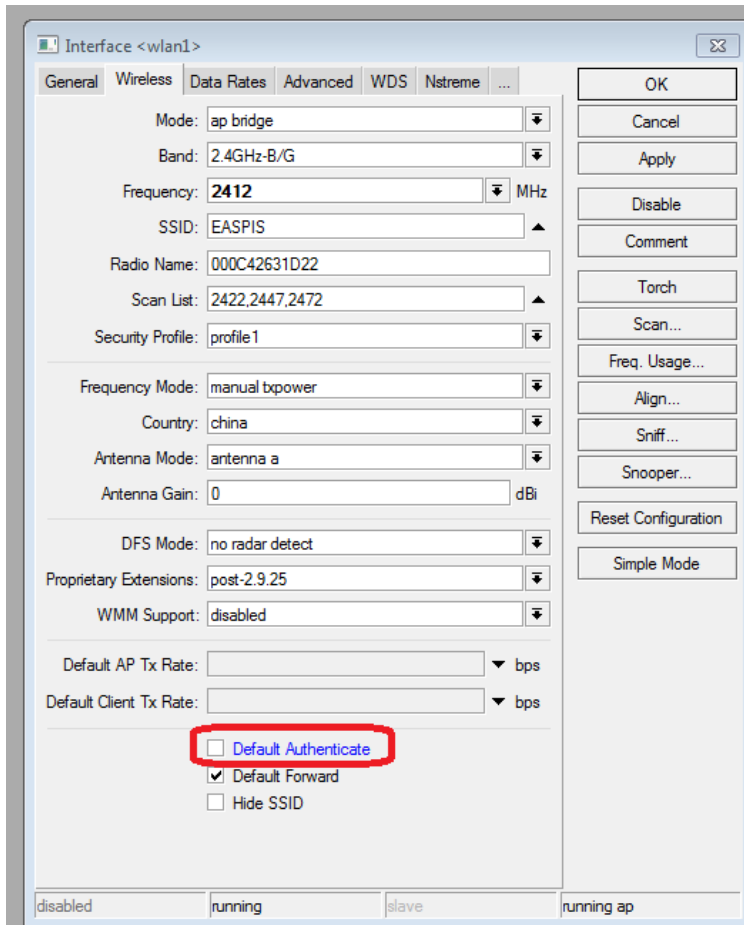 Interface <wlan1>
General Wireless Data Rates Advanced WDS Nstreme ...
Mode: ap bridge
Band: 2.4GHz-B/G
Frequency: 2412 MHz
SSID: EASPIS
Radio Name: 000C42631D22
Scan List: 2422,2447,2472
Security Profile: profile1
Frequency Mode: manual txpower
Country: china
Antenna Mode: antenna a
Antenna Gain: 0 dBi
DFS Mode: no radar detect
Proprietary Extensions: post-2.9.25
WMM Support: disabled
Default AP Tx Rate: bps
Default Client Tx Rate: bps
Default Authenticate
Default Forward
Hide SSID
OK
Cancel
Apply
Disable
Comment
Torch
Scan...
Freq. Usage...
Align...
Sniff...
Snooper...
Reset Configuration
Simple Mode
disabled running slave running ap